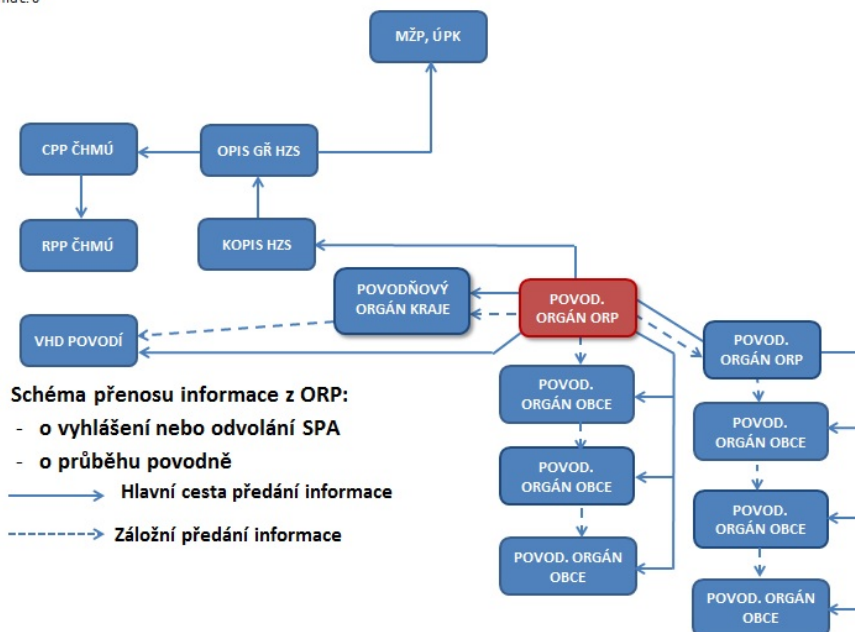 MŽP, ÚPK
CPP ČHMÚ
OPIS GŘ HZS
RPP ČHMÚ
KOPIS HZS
POVODŇOVÝ
ORGÁN KRAJE
POVOD.
ORGÁN ORP
VHD POVODÍ
POVOD.
ORGÁN ORP
POVOD.
ORGÁN OBCE
POVOD.
ORGÁN OBCE
POVOD. ORGÁN
OBCE
POVOD.
ORGÁN OBCE
POVOD.
ORGÁN OBCE
POVOD. ORGÁN
OBCE
Schéma přenosu informace z ORP:
- o vyhlášení nebo odvolání SPA
- o průběhu povodně
Hlavní cesta předání informace
Záložní předání informace